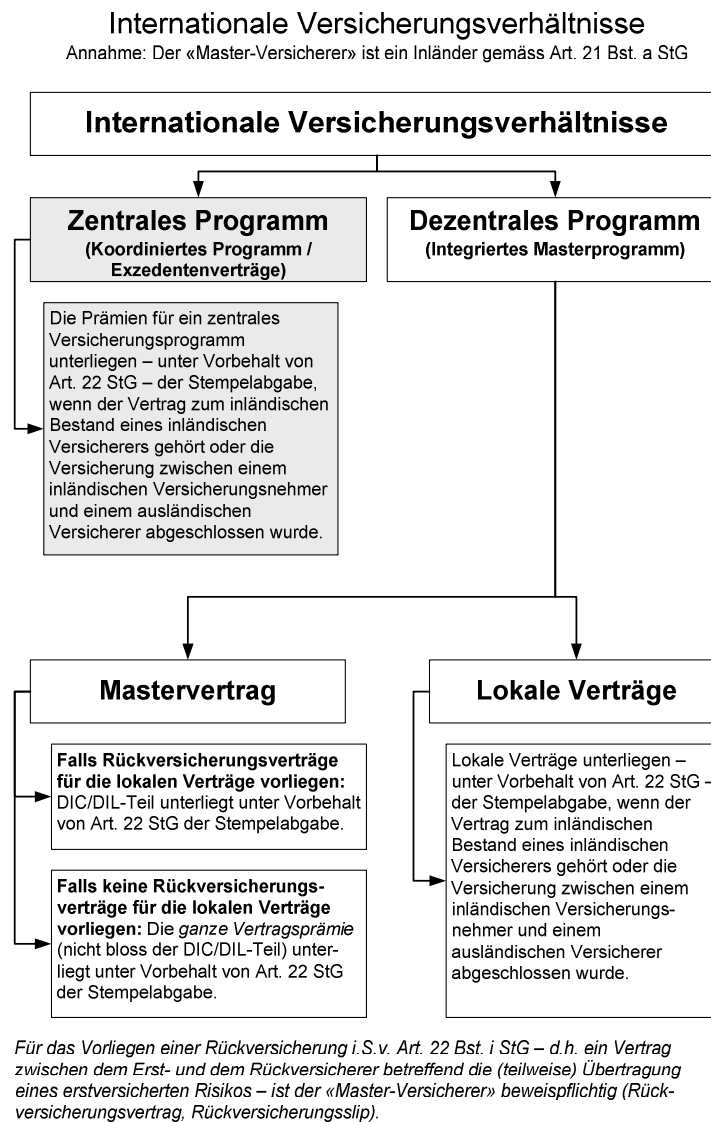 Internationale Versicherungsverhältnisse
Annahme: Der «Master-Versicherer» ist ein Inländer gemäss Art. 21 Bst. a StG
Internationale Versicherungsverhältnisse
Zentrales Programm
(Koordiniertes Programm /
Exzedentenverträge)
Dezentrales Programm
(Integriertes Masterprogramm)
Die Prämien für ein zentrales
Versicherungsprogramm
unterliegen – unter Vorbehalt von
Art. 22 StG – der Stempelabgabe,
wenn der Vertrag zum inländischen
Bestand eines inländischen
Versicherers gehört oder die
Versicherung zwischen einem
inländischen Versicherungsnehmer
und einem ausländischen
Versicherer abgeschlossen wurde.
Mastervertrag
Falls Rückversicherungsverträge
für die lokalen Verträge vorliegen:
DIC/DIL-Teil unterliegt unter Vorbehalt
von Art. 22 StG der Stempelabgabe.
Falls keine Rückversicherungs-
verträge für die lokalen Verträge
vorliegen: Die ganze Vertragsprämie
(nicht bloss der DIC/DIL-Teil) unter-
liegt unter Vorbehalt von Art. 22 StG
der Stempelabgabe.
Lokale Verträge
Lokale Verträge unterliegen –
unter Vorbehalt von Art. 22 StG –
der Stempelabgabe, wenn der
Vertrag zum inländischen
Bestand eines inländischen
Versicherers gehört oder die
Versicherung zwischen einem
inländischen Versicherungs-
nehmer und einem
ausländischen Versicherer
abgeschlossen wurde.
Für das Vorliegen einer Rückversicherung i.S.v. Art. 22 Bst. i StG – d.h. ein Vertrag
zwischen dem Erst- und dem Rückversicherer betreffend die (teilweise) Übertragung
eines erstversicherten Risikos – ist der «Master-Versicherer» beweispflichtig (Rück-
versicherungsvertrag, Rückversicherungsslip).